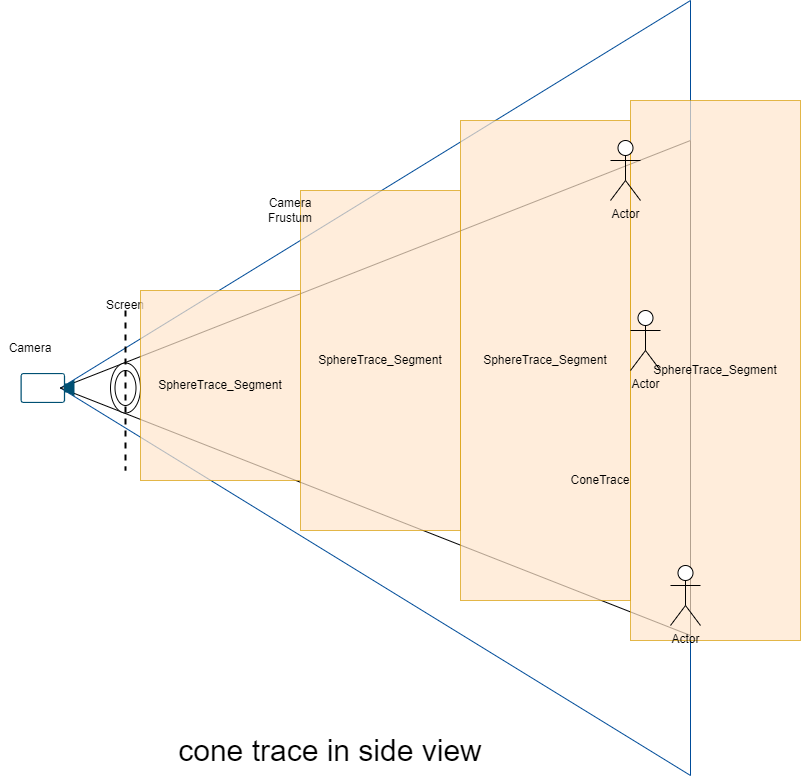 Camera
Frustum
Actor
Screen
Camera
SphereTrace_Segment
SphereTrace_Segment
SphereTrace_Segment
SphereTrace_Segment
Actor
ConeTrace
Actor
cone trace in side view